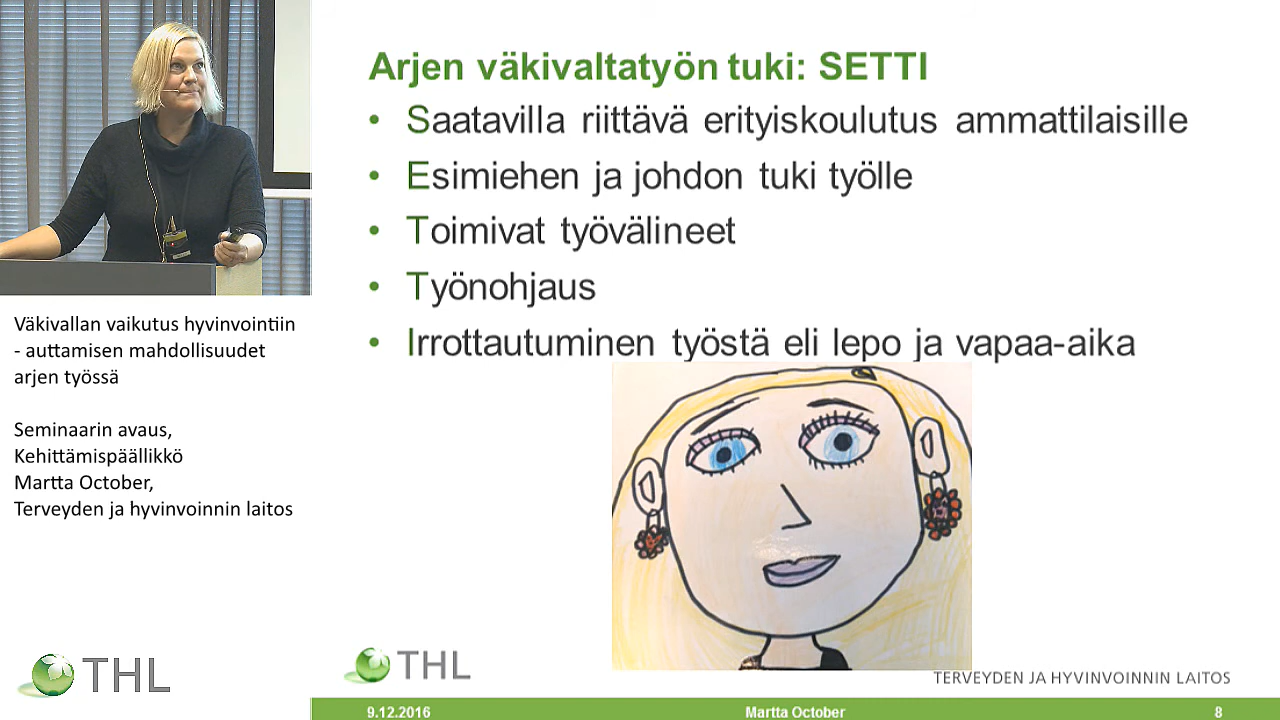 Arjen väkivaltatyön tuki: SETTI
• Saatavilla riittävä erityiskoulutus ammattilaisille
• Esimiehen ja johdon tuki työlle
• Toimivat työvälineet
• Työnohjaus
• Irrottautuminen työstä eli lepo ja vapaa-aika
Väkivallan vaikutus hyvinvointiin
- auttamisen mahdollisuudet
arjen työssä
Seminaarin avaus,
Kehittämispäällikkö
Martta October,
Terveyden ja hyvinvoinnin laitos
THL
THL
TERVEYDEN JA HYVINVOINNIN LAITOS
9.12.2016 Martta October 8